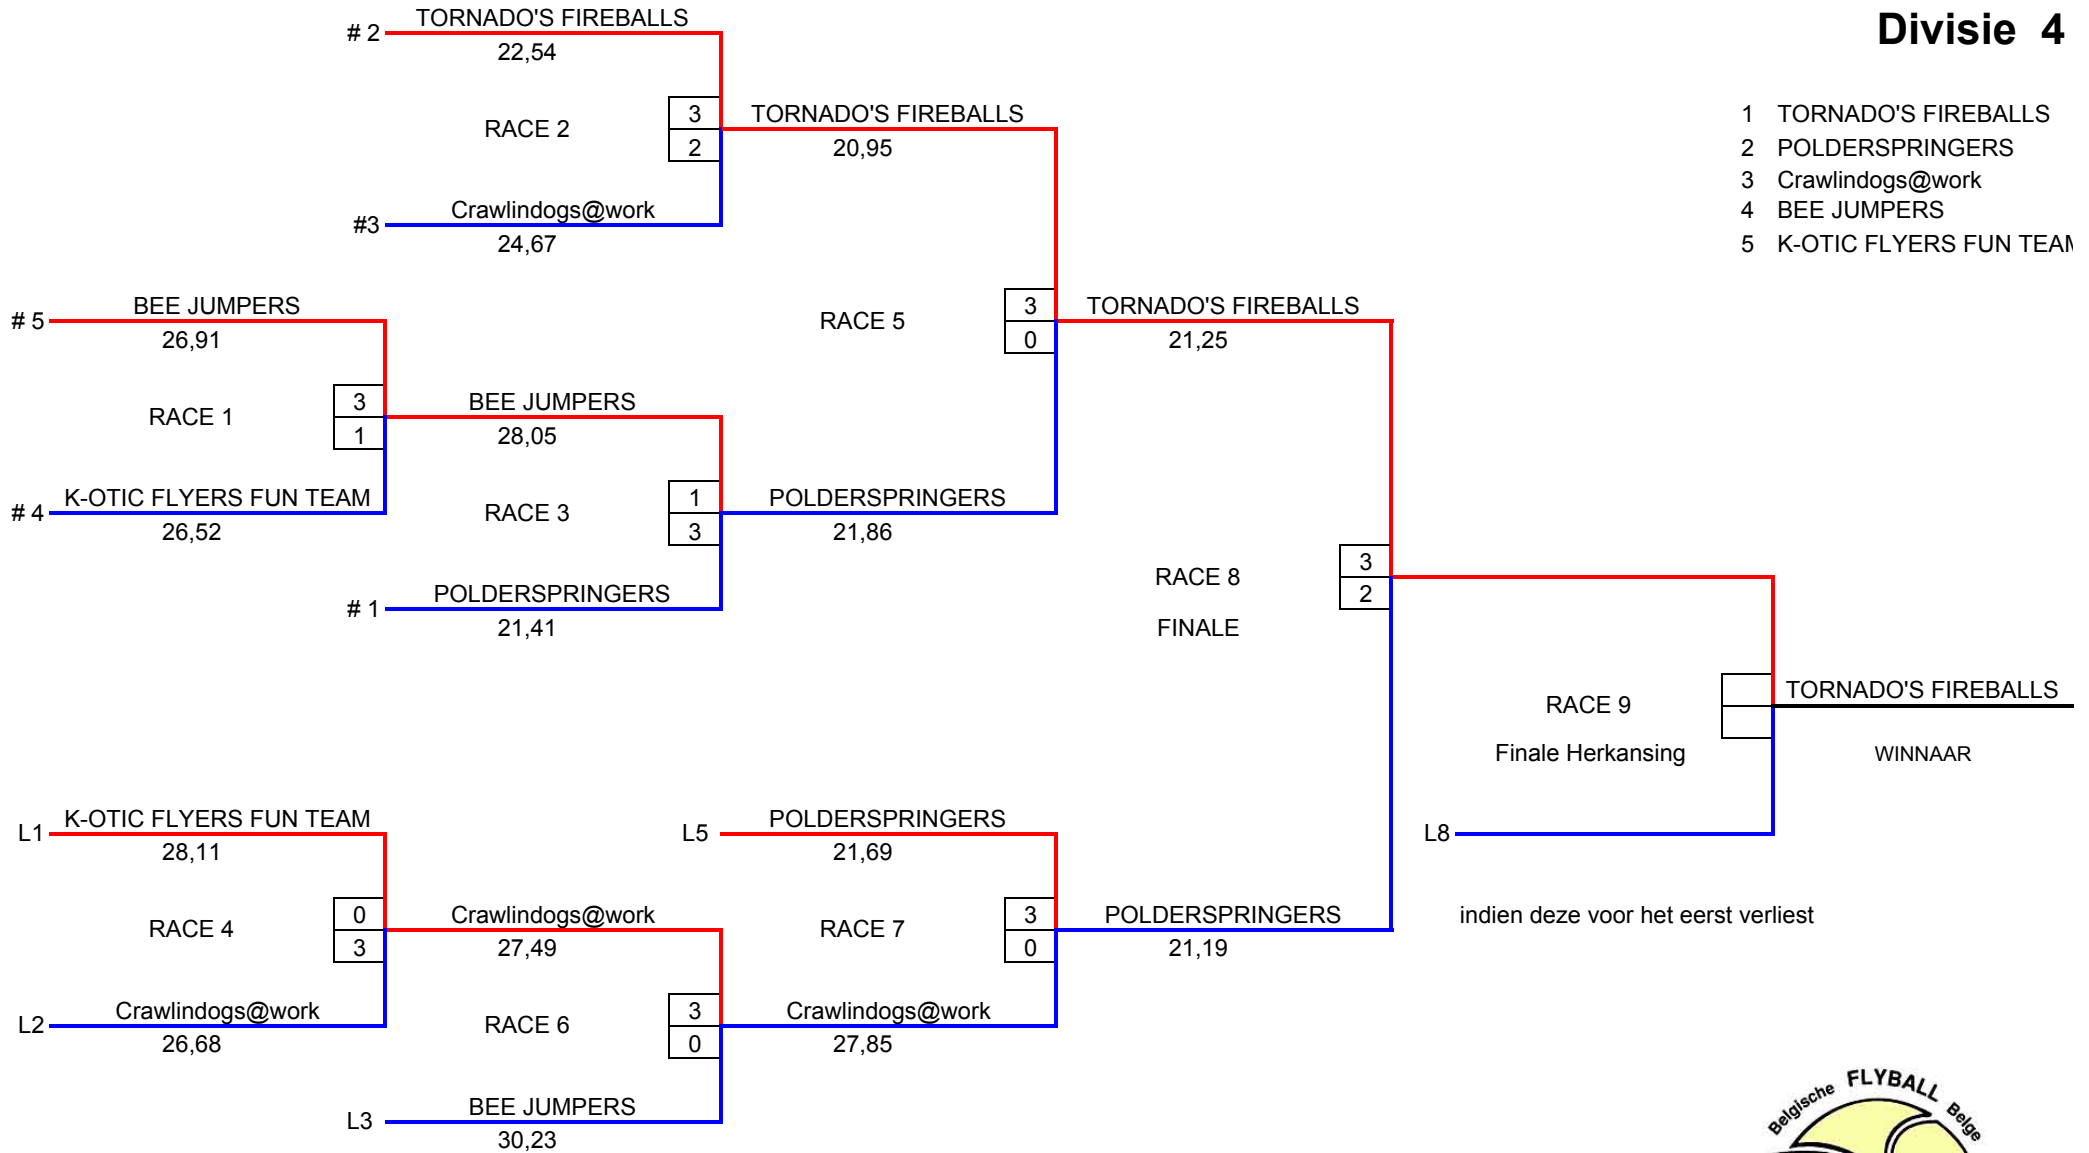 Divisie 4
# 2 TORNADO'S FIREBALLS
22,54
RACE 2 3 2
#3 Crawlindogs@work
24,67
TORNADO'S FIREBALLS
20,95
1 TORNADO'S FIREBALLS
2 POLDERSPRINGERS
3 Crawlindogs@work
4 BEE JUMPERS
5 K-OTIC FLYERS FUN TEAM
# 5 BEE JUMPERS
26,91
RACE 1 3 1
# 4 K-OTIC FLYERS FUN TEAM
26,52
BEE JUMPERS
28,05
RACE 3 1 3
# 1 POLDERSPRINGERS
21,41
RACE 5 3 0
POLDERSPRINGERS
21,86
TORNADO'S FIREBALLS
21,25
RACE 8 3 2
FINALE
RACE 9
Finale Herkansing
TORNADO'S FIREBALLS
WINNAAR
L8
indien deze voor het eerst verliest
L1 K-OTIC FLYERS FUN TEAM
28,11
RACE 4 0 3
L2 Crawlindogs@work
26,68
Crawlindogs@work
27,49
RACE 6 3 0
L3 BEE JUMPERS
30,23
L5 POLDERSPRINGERS
21,69
RACE 7 3 0
Crawlindogs@work
27,85
POLDERSPRINGERS
21,19
Belgische FLYBALL Belge